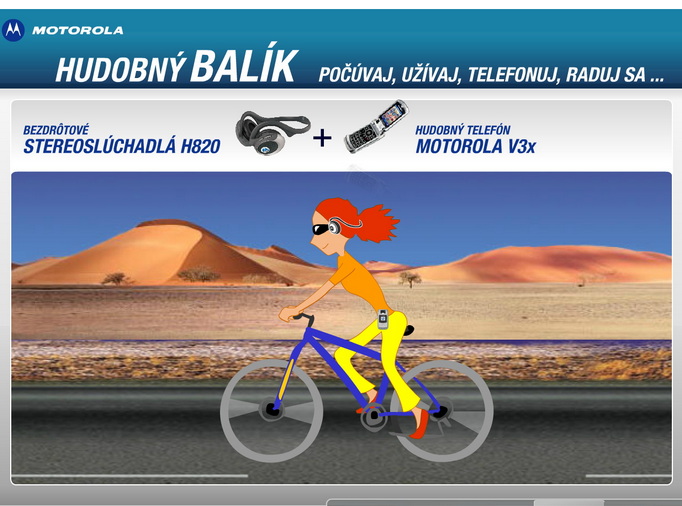 MOTOROLA
HUDOBNÝ BALÍK POČÚVAJ, UŽÍVAJ, TELEFONUJ, RADUJ SA ...
BEZDRÔTOVÉ
STEREOSLÚCHADLÁ H820
+
HUDOBNÝ TELEFÓN
MOTOROLA V3x